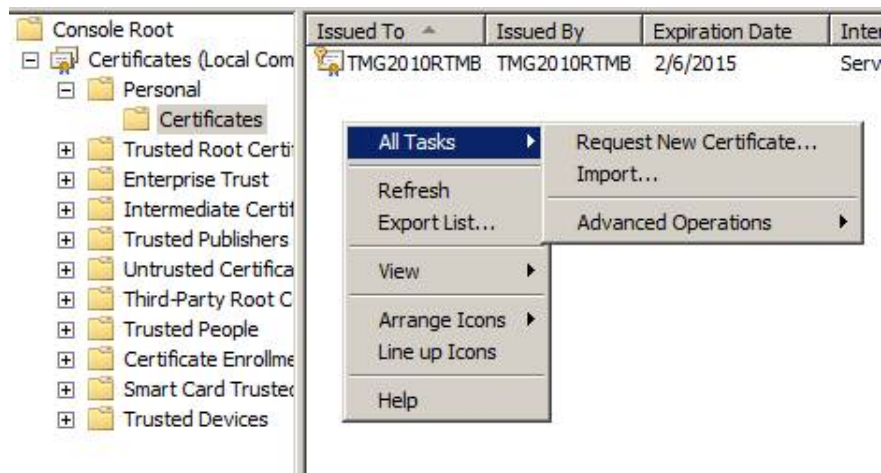 Console Root
Certificates (Local Com
Personal
Certificates
Trusted Root Certi
Enterprise Trust
Intermediate Certif
Trusted Publishers
Untrusted Certifica
Third-Party Root C
Trusted People
Certificate Enrollme
Smart Card Trusted
Trusted Devices
Issued To Issued By Expiration Date Inter
TMG2010RTMB TMG2010RTMB 2/6/2015 Serv
All Tasks
Refresh
Export List...
View
Arrange Icons
Line up Icons
Help
Request New Certificate...
Import...
Advanced Operations